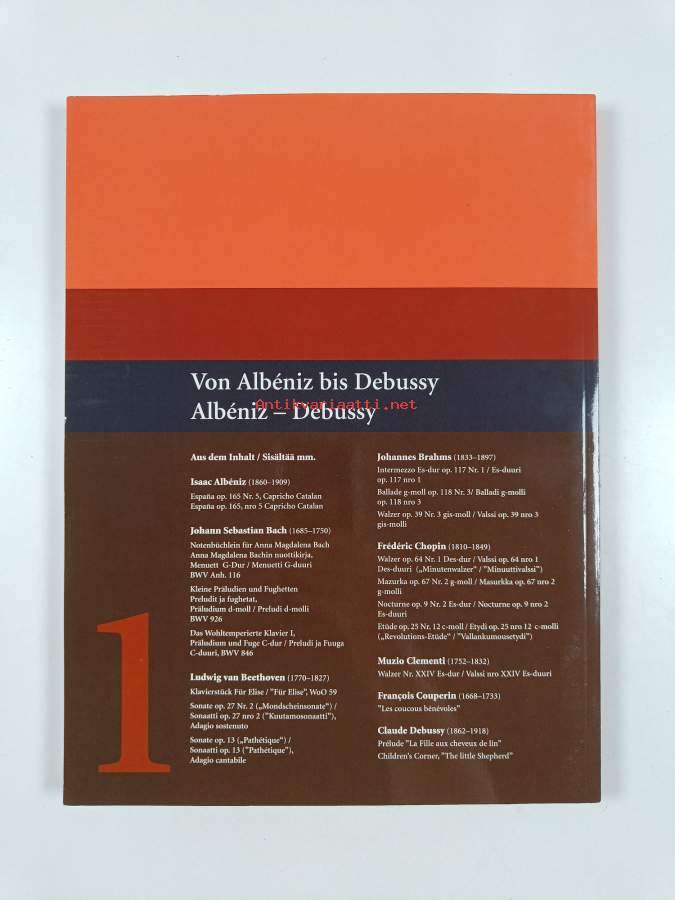 Von Albéniz bis Debussy
Albéniz – Debussy
Antikvariaatti.net
Aus dem Inhalt / Sisältää mm.
Isaac Albéniz (1860–1909)
España op. 165 Nr. 5, Capricho Catalan
España op. 165, nro 5 Capricho Catalan
Johann Sebastian Bach (1685–1750)
Notenbüchlein für Anna Magdalena Bach
Anna Magdalena Bachin nuottikirja,
Menuett G-Dur / Menuetti G-duuri
BWV Anh. 116
Kleine Präludien und Fughetten
Preludit ja fughetat,
Präludium d-moll / Preludi d-molli
BWV 926
Das Wohltemperierte Klavier I,
Präludium und Fuge C-dur / Preludi ja Fuuga
C-duuri, BWV 846
Ludwig van Beethoven (1770–1827)
Klavierstück Für Elise / "Für Elise", WoO 59
Sonate op. 27 Nr. 2 („Mondscheinsonate“) /
Sonaatti op. 27 nro 2 ("Kuutamosonaatti"),
Adagio sostenuto
Sonate op. 13 („Pathétique“) /
Sonaatti op. 13 ("Pathétique"),
Adagio cantabile
Johannes Brahms (1833–1897)
Intermezzo Es-dur op. 117 Nr. 1 / Es-duuri
op. 117 nro 1
Ballade g-moll op. 118 Nr. 3/ Balladi g-molli
op. 118 nro 3
Walzer op. 39 Nr. 3 gis-moll / Valssi op. 39 nro 3
gis-molli
Frédéric Chopin (1810–1849)
Walzer op. 64 Nr. 1 Des-dur / Valssi op. 64 nro 1
Des-duuri („Minutenwalzer“ / "Minuuttivalssi")
Mazurka op. 67 Nr. 2 g-moll / Masurkka op. 67 nro 2
g-molli
Nocturne op. 9 Nr. 2 Es-dur / Nocturne op. 9 nro 2
Es-duuri
Etüde op. 25 Nr. 12 c-moll / Etydi op. 25 nro 12 c-molli
(„Revolutions-Etüde“ / "Vallankumousetydi")
Muzio Clementi (1752–1832)
Walzer Nr. XXIV Es-dur / Valssi nro XXIV Es-duuri
François Couperin (1668–1733)
"Les coucous bénévoles"
Claude Debussy (1862–1918)
Prélude "La Fille aux cheveux de lin"
Children's Corner, "The little Shepherd"
1